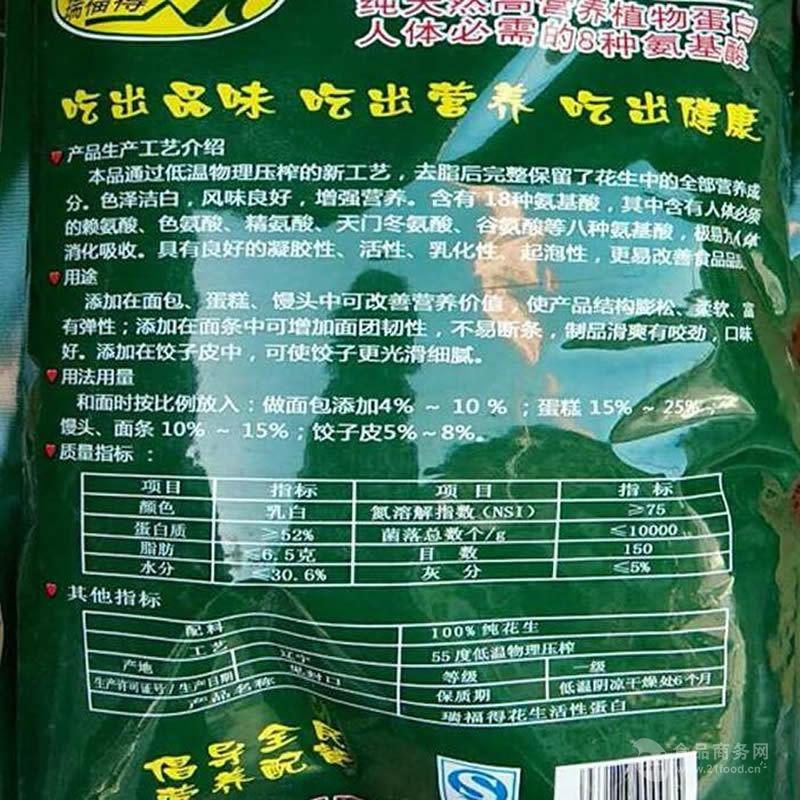 瑞福得
纯天然高营养植物蛋白
人体必需的8种氨基酸
吃出品味 吃出营养 吃出健康
产品生产工艺介绍
本品通过低温物理压榨的新工艺，去脂后完整保留了花生中的全部营养成
分。色泽洁白，风味良好，增强营养。含有18种氨基酸，其中含有人体必须
的赖氨酸、色氨酸、精氨酸、天门冬氨酸、谷氨酸等八种氨基酸，极易为人体
消化吸收。具有良好的凝胶性、活性、乳化性、起泡性，更易改善食品品
用途
添加在面包、蛋糕、馒头中可改善营养价值，使产品结构膨松、柔软、富
有弹性；添加在面条中可增加面团韧性，不易断条，制品滑爽有咬劲，口味
好。添加在饺子皮中，可使饺子更光滑细腻。
用法用量
和面时按比例放入：做面包添加4% ~ 10 %；蛋糕 15% ~ 25%；
馒头、面条 10% ~ 15%；饺子皮5%~8%。
质量指标：
项目 指标 项 目 指 标
颜色 乳白 氮溶解指数（NSI） ≥75
蛋白质 ≥52% 菌落总数个/g ≤10000
脂肪 ≤6.5克 目 数 150
水分 ≤30.6% 灰 分 ≤5%
其他指标
配料 100%纯花生
工艺 55度低温物理压榨
产地 辽宁 等级 一级
生产许可证号/生产日期 见封口 保质期 低温阴凉干燥处6个月
产品名称 瑞福得花生活性蛋白
倡导全民
营养配
食品商务网
www.21food.cn